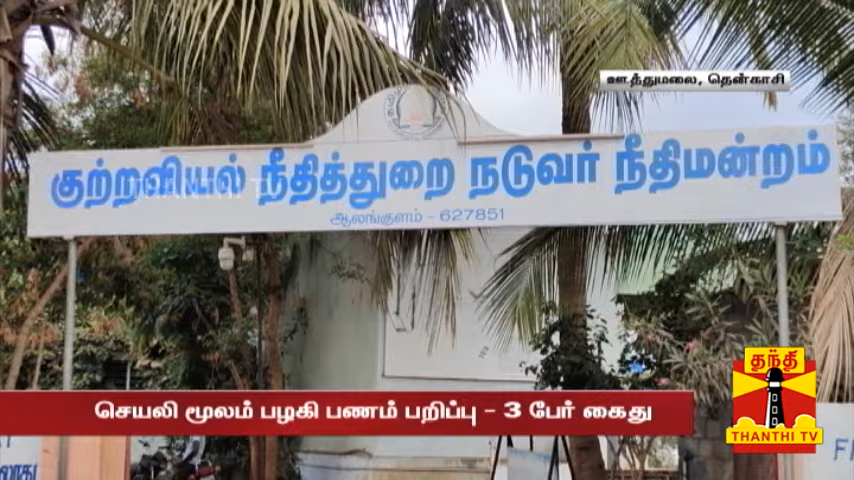 ஊத்துமலை, தென்காசி
குற்றவியல் நீதித்துறை நடுவர் நீதிமன்றம்
ஆலங்குளம் - 627851
செயலி மூலம் பழகி பணம் பறிப்பு - 3 பேர் கைது
தந்தி
THANTHI TV